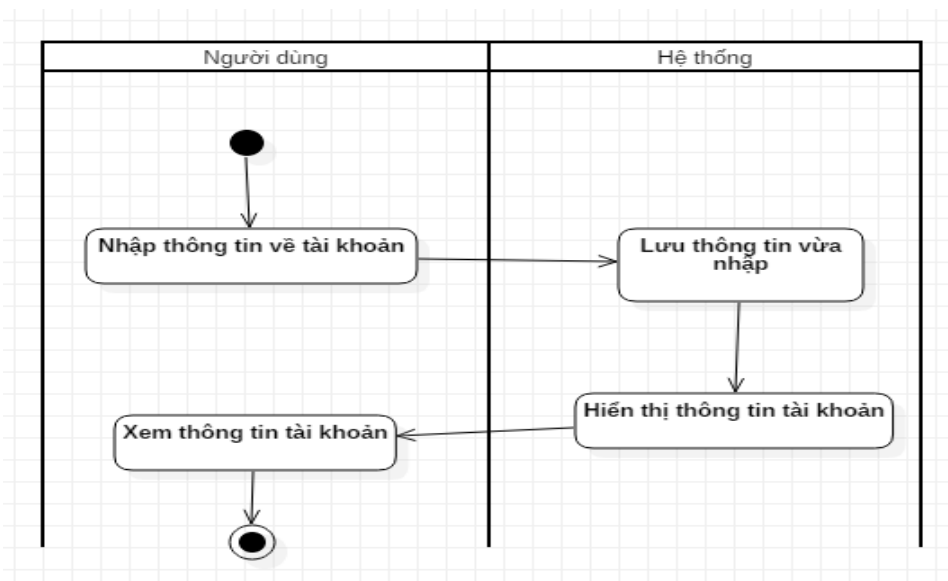 Người dùng
Hệ thống
Nhập thông tin về tài khoản
Lưu thông tin vừa
nhập
Hiển thị thông tin tài khoản
Xem thông tin tài khoản